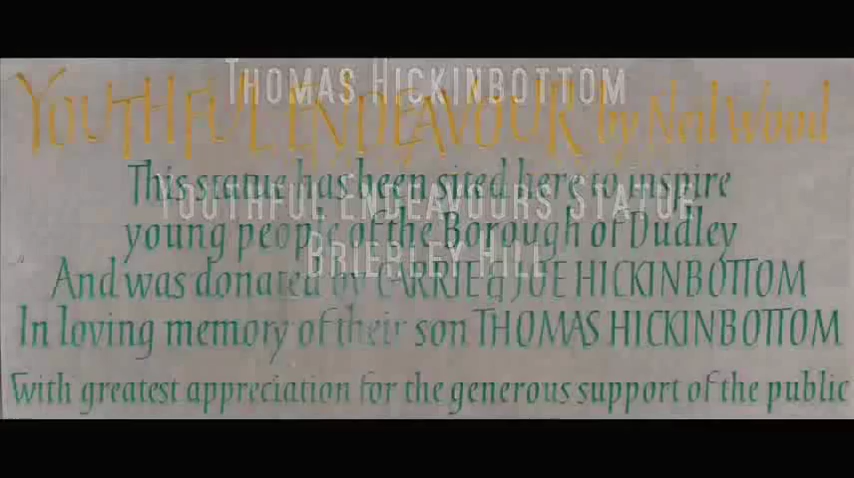 THOMAS HICKINBOTTOM
YOUTHFUL ENDEAVOUR by Neil Wood
This statue has been sited here to inspire
YOUTHFUL ENDEAVOURS STATUE
young people of the Borough of Dudley
BRIERLEY HILL
And was donated by CARRIE & JOE HICKINBOTTOM
In loving memory of their son THOMAS HICKINBOTTOM
with greatest appreciation for the generous support of the public